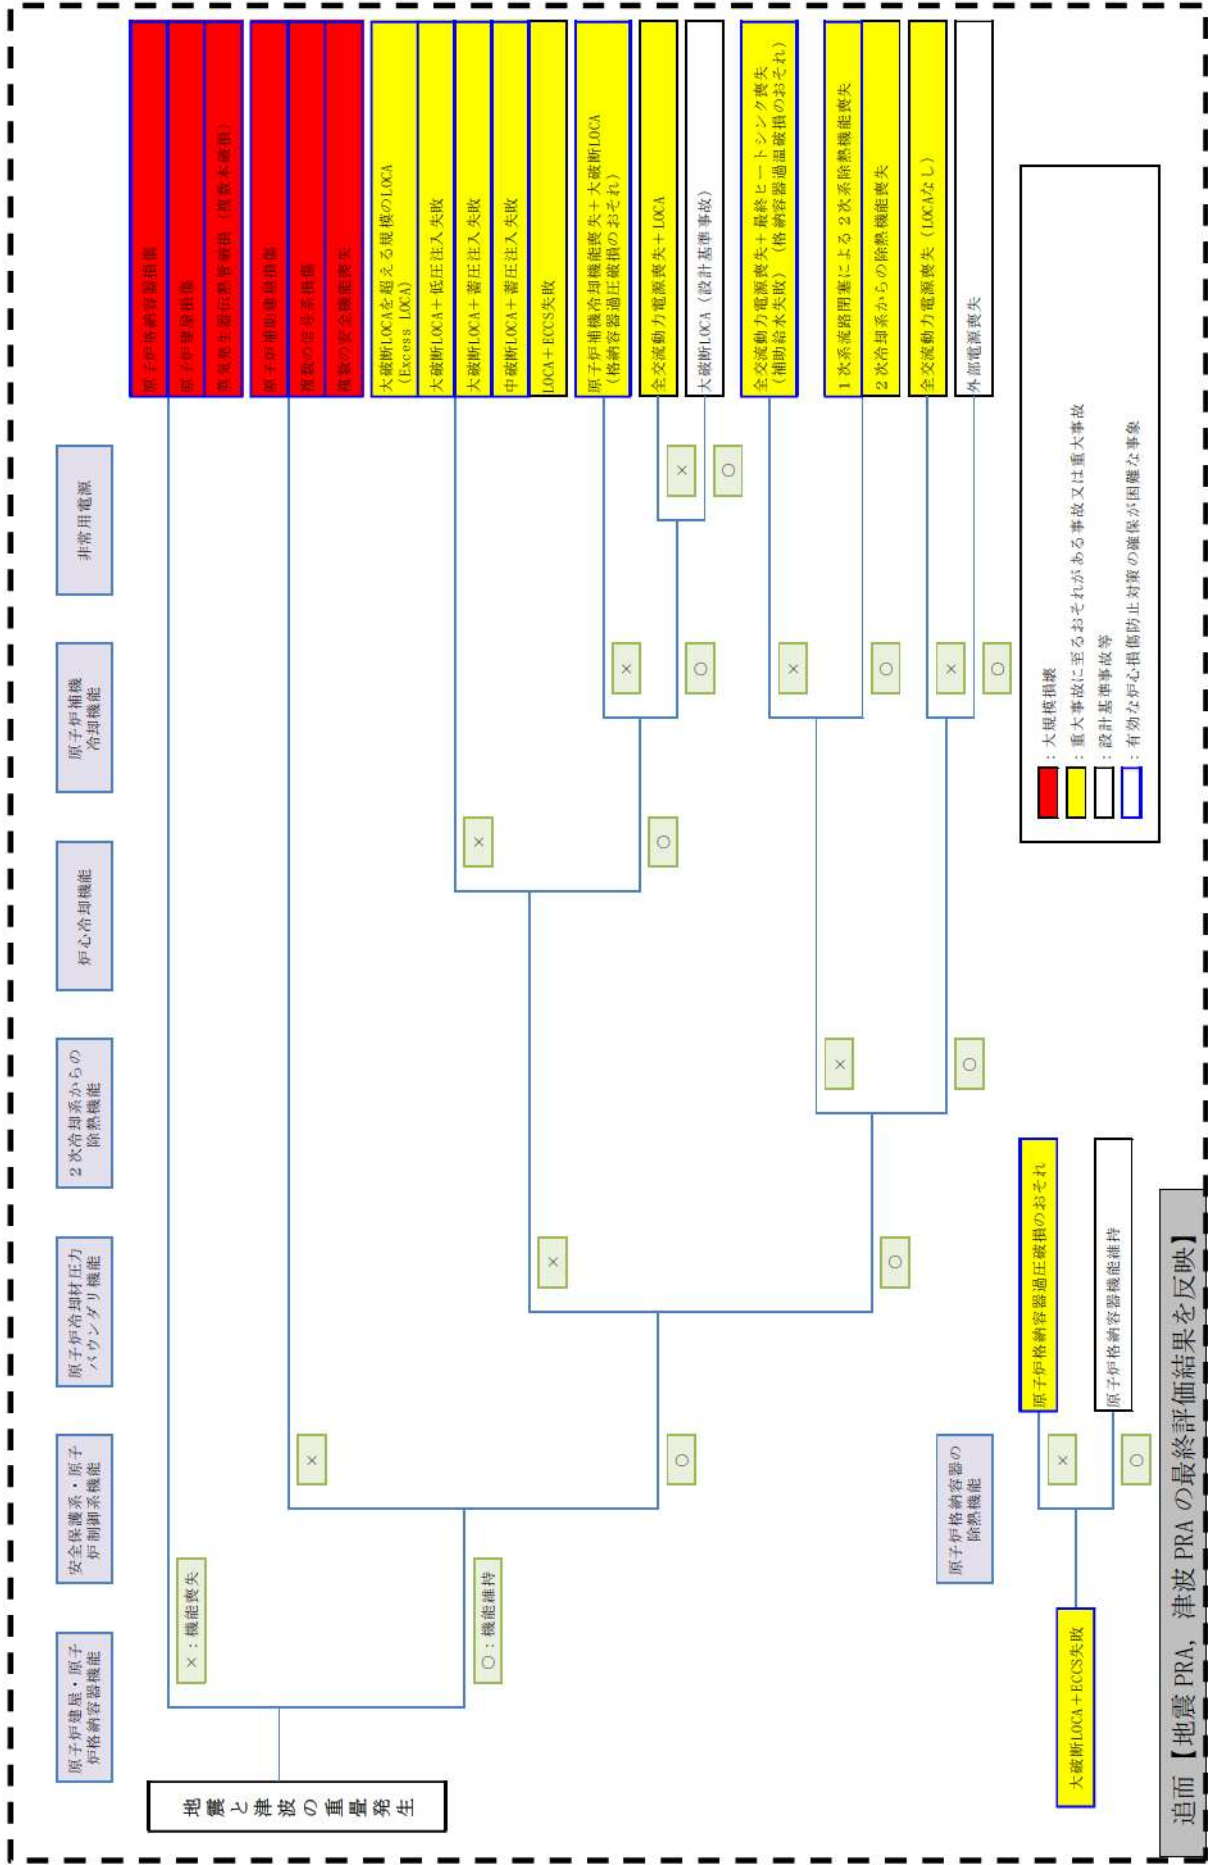 地震と津波の重畳発生
原子炉建屋・原子
炉格納容器機能
安全保護系・原子
炉制御系機能
原子炉冷却材圧力
バウンダリ機能
２次冷却系からの
除熱機能
炉心冷却機能
原子炉補機
冷却機能
非常用電源
×：機能喪失
○：機能維持
×
○
×
○
×
○
×
○
×
○
×
○
×
○
×
○
原子炉格納容器損傷
原子炉建屋損傷
蒸気発生器伝熱管破損（複数本破損）
原子炉補助建屋損傷
複数の信号系損傷
複数の安全機能喪失
大破断LOCAを超える規模のLOCA
(Excess LOCA)
大破断LOCA＋低圧注入失敗
大破断LOCA＋蓄圧注入失敗
中破断LOCA＋蓄圧注入失敗
LOCA＋ECCS失敗
原子炉補機冷却機能喪失＋大破断LOCA
（格納容器過圧破損のおそれ）
全交流動力電源喪失＋LOCA
大破断LOCA（設計基準事故）
全交流動力電源喪失＋最終ヒートシンク喪失
（補助給水失敗）（格納容器過温破損のおそれ）
１次系流路閉塞による２次系除熱機能喪失
２次冷却系からの除熱機能喪失
全交流動力電源喪失（LOCAなし）
外部電源喪失
原子炉格納容器の
除熱機能
大破断LOCA＋ECCS失敗
×
○
原子炉格納容器過圧破損のおそれ
原子炉格納容器機能維持
：大規模損壊
：重大事故に至るおそれがある事故又は重大事故
：設計基準事故等
：有効な炉心損傷防止対策の確保が困難な事象
追而【地震 PRA，津波 PRA の最終評価結果を反映】